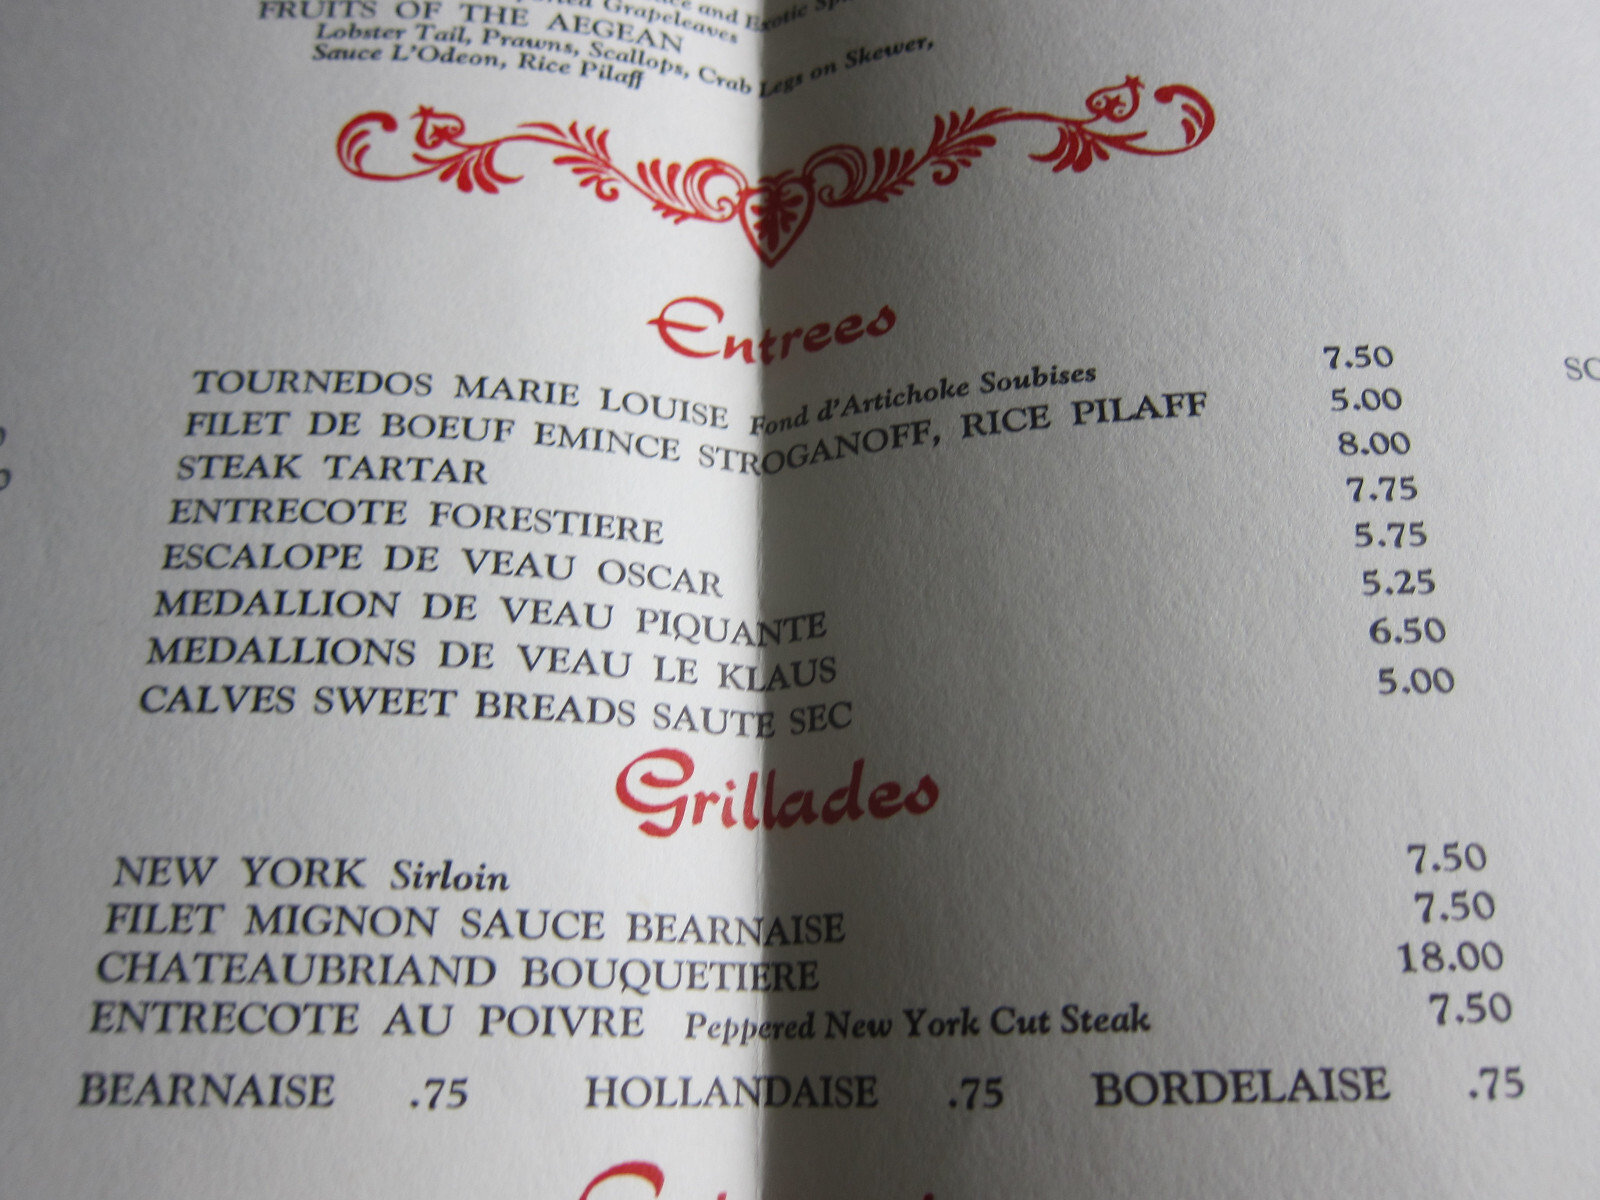 Grapeleaves and Exotic
FRUITS OF THE AEGEAN
Lobster Tail, Prawns, Scallops, Crab Legs on Skewer,
Sauce L'Odeon, Rice Pilaff
Entrees
TOURNEDOS MARIE LOUISE Fond d'Artichoke Soubises 7.50
FILET DE BOEUF EMINCE STROGANOFF, RICE PILAFF 5.00
STEAK TARTAR 8.00
ENTRECOTE FORESTIERE 7.75
ESCALOPE DE VEAU OSCAR 5.75
MEDALLION DE VEAU PIQUANTE 5.25
MEDALLIONS DE VEAU LE KLAUS 6.50
CALVES SWEET BREADS SAUTE SEC 5.00
Grillades
NEW YORK Sirloin 7.50
FILET MIGNON SAUCE BEARNAISE 7.50
CHATEAUBRIAND BOUQUETIERE 18.00
ENTRECOTE AU POIVRE Peppered New York Cut Steak 7.50
BEARNAISE .75 HOLLANDAISE .75 BORDELAISE .75